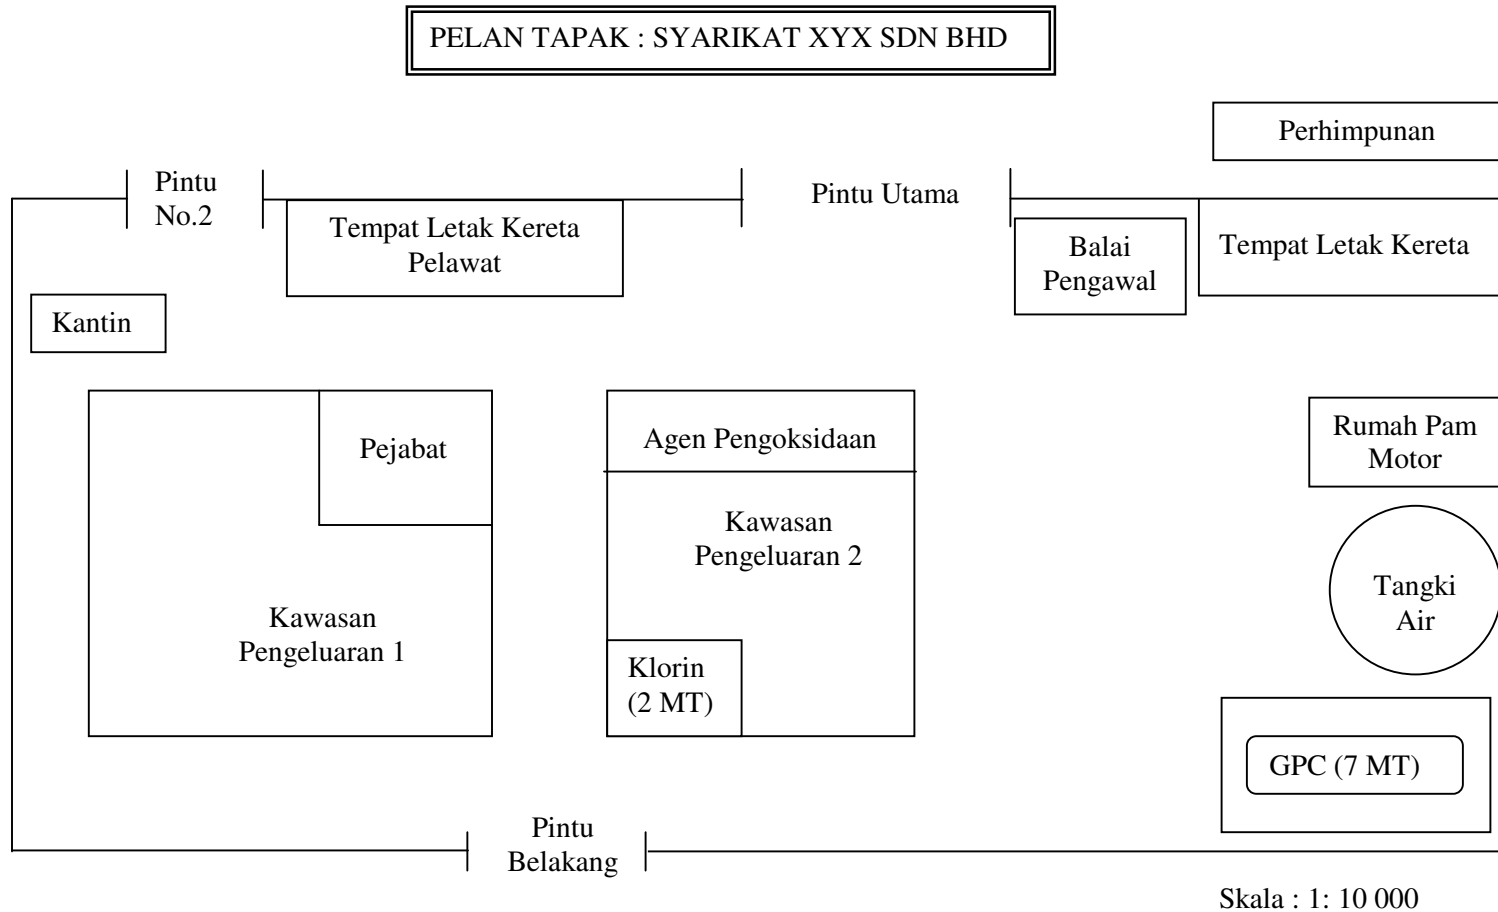 PELAN TAPAK : SYARIKAT XYX SDN BHD
Perhimpunan
Pintu
No.2
Tempat Letak Kereta
Pelawat
Pintu Utama
Balai
Pengawal
Tempat Letak Kereta
Kantin
Pejabat
Kawasan
Pengeluaran 1
Agen Pengoksidaan
Kawasan
Pengeluaran 2
Klorin
(2 MT)
Rumah Pam
Motor
Tangki
Air
GPC (7 MT)
Pintu
Belakang
Skala : 1: 10 000